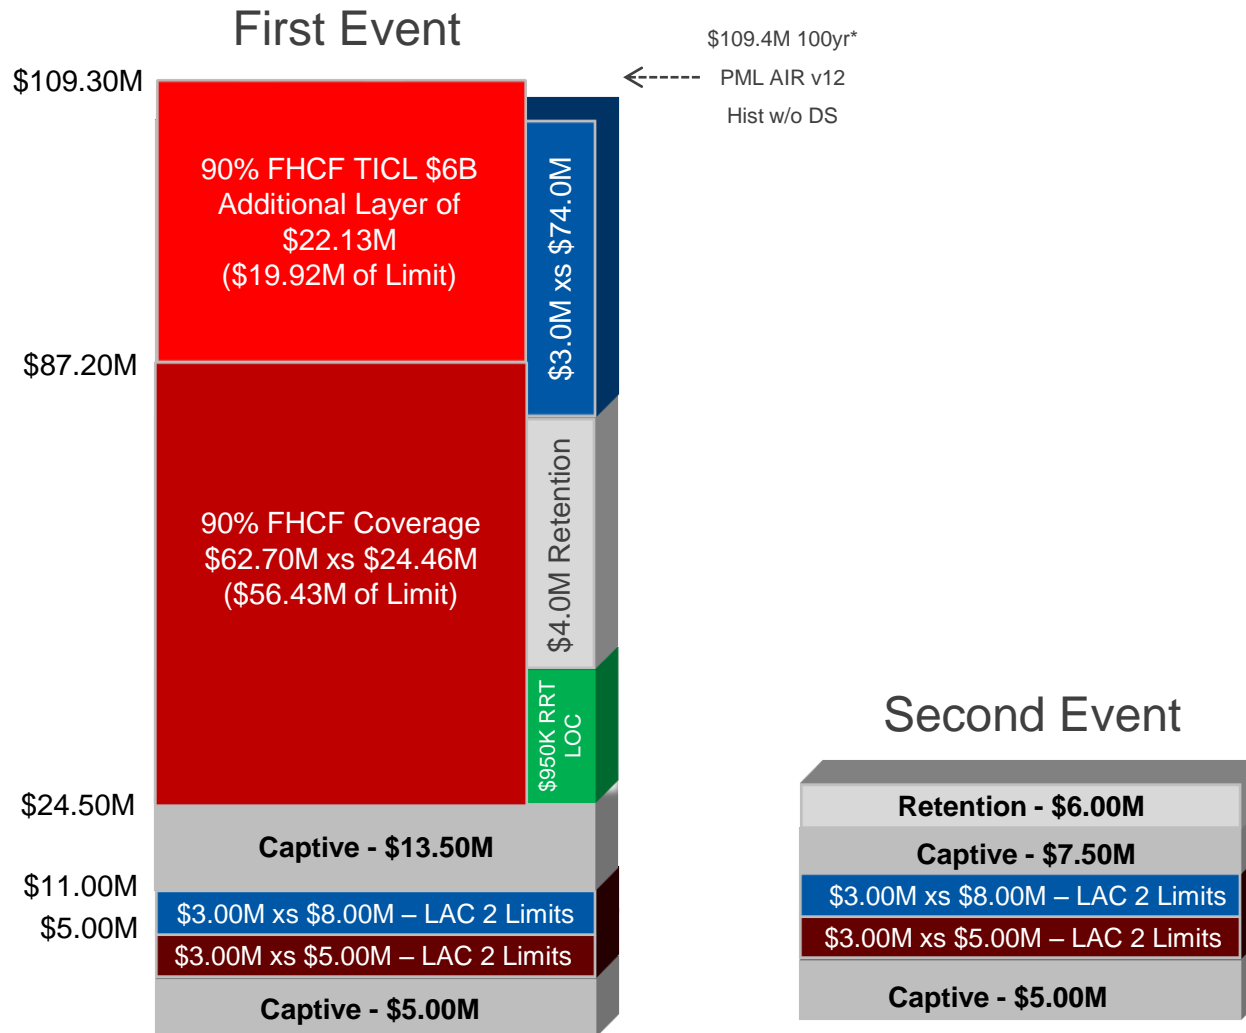 First Event
$109.4M 100yr*
PML AIR v12
Hist w/o DS
$109.30M
90% FHCF TICL $6B
Additional Layer of
$22.13M
($19.92M of Limit)
$3.0M xs $74.0M
$87.20M
90% FHCF Coverage
$62.70M xs $24.46M
($56.43M of Limit)
$4.0M Retention
$950K RRT
LOC
$24.50M
Captive - $13.50M
$11.00M
$3.00M xs $8.00M – LAC 2 Limits
$5.00M
$3.00M xs $5.00M – LAC 2 Limits
Captive - $5.00M
Second Event
Retention - $6.00M
Captive - $7.50M
$3.00M xs $8.00M – LAC 2 Limits
$3.00M xs $5.00M – LAC 2 Limits
Captive - $5.00M